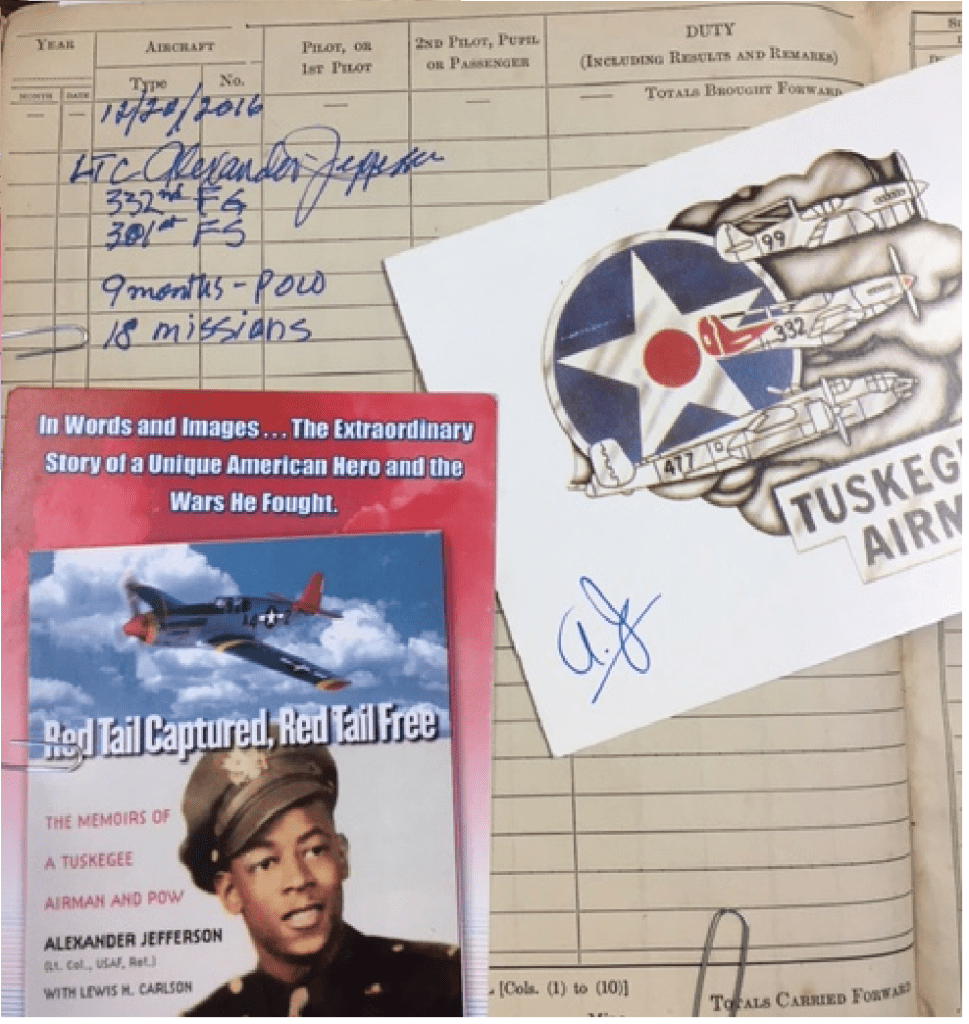 YEAR
AIRCRAFT
PILOT, OR
1ST PILOT
2ND PILOT, PUPIL
OR PASSENGER
DUTY
(INCLUDING RESULTS AND REMARKS)
MONTH
DATE
Type
No.
— — — — —
TOTALS BROUGHT FORWARD
12/20/2016
LTC Alexander Jefferson
332nd FG
301st FS
9 months - POW
18 missions
99
332
477
TUSKEG
AIRM
A.J
In Words and Images... The Extraordinary
Story of a Unique American Hero and the
Wars He Fought.
Red Tail Captured, Red Tail Free
THE MEMOIRS OF
A TUSKEGEE
AIRMAN AND POW
ALEXANDER JEFFERSON
(Lt. Col., USAF, Ret.)
WITH LEWIS H. CARLSON
[Cols. (1) to (10)]
TOTALS CARRIED FORWARD